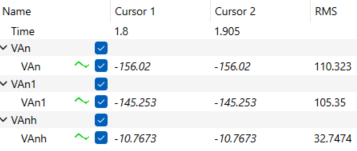 Name Cursor 1 Cursor 2 RMS
Time 1.8 1.905
VAn
VAn -156.02 -156.02 110.323
VAn1
VAn1 -145.253 -145.253 105.35
VAnh
VAnh -10.7673 -10.7673 32.7474